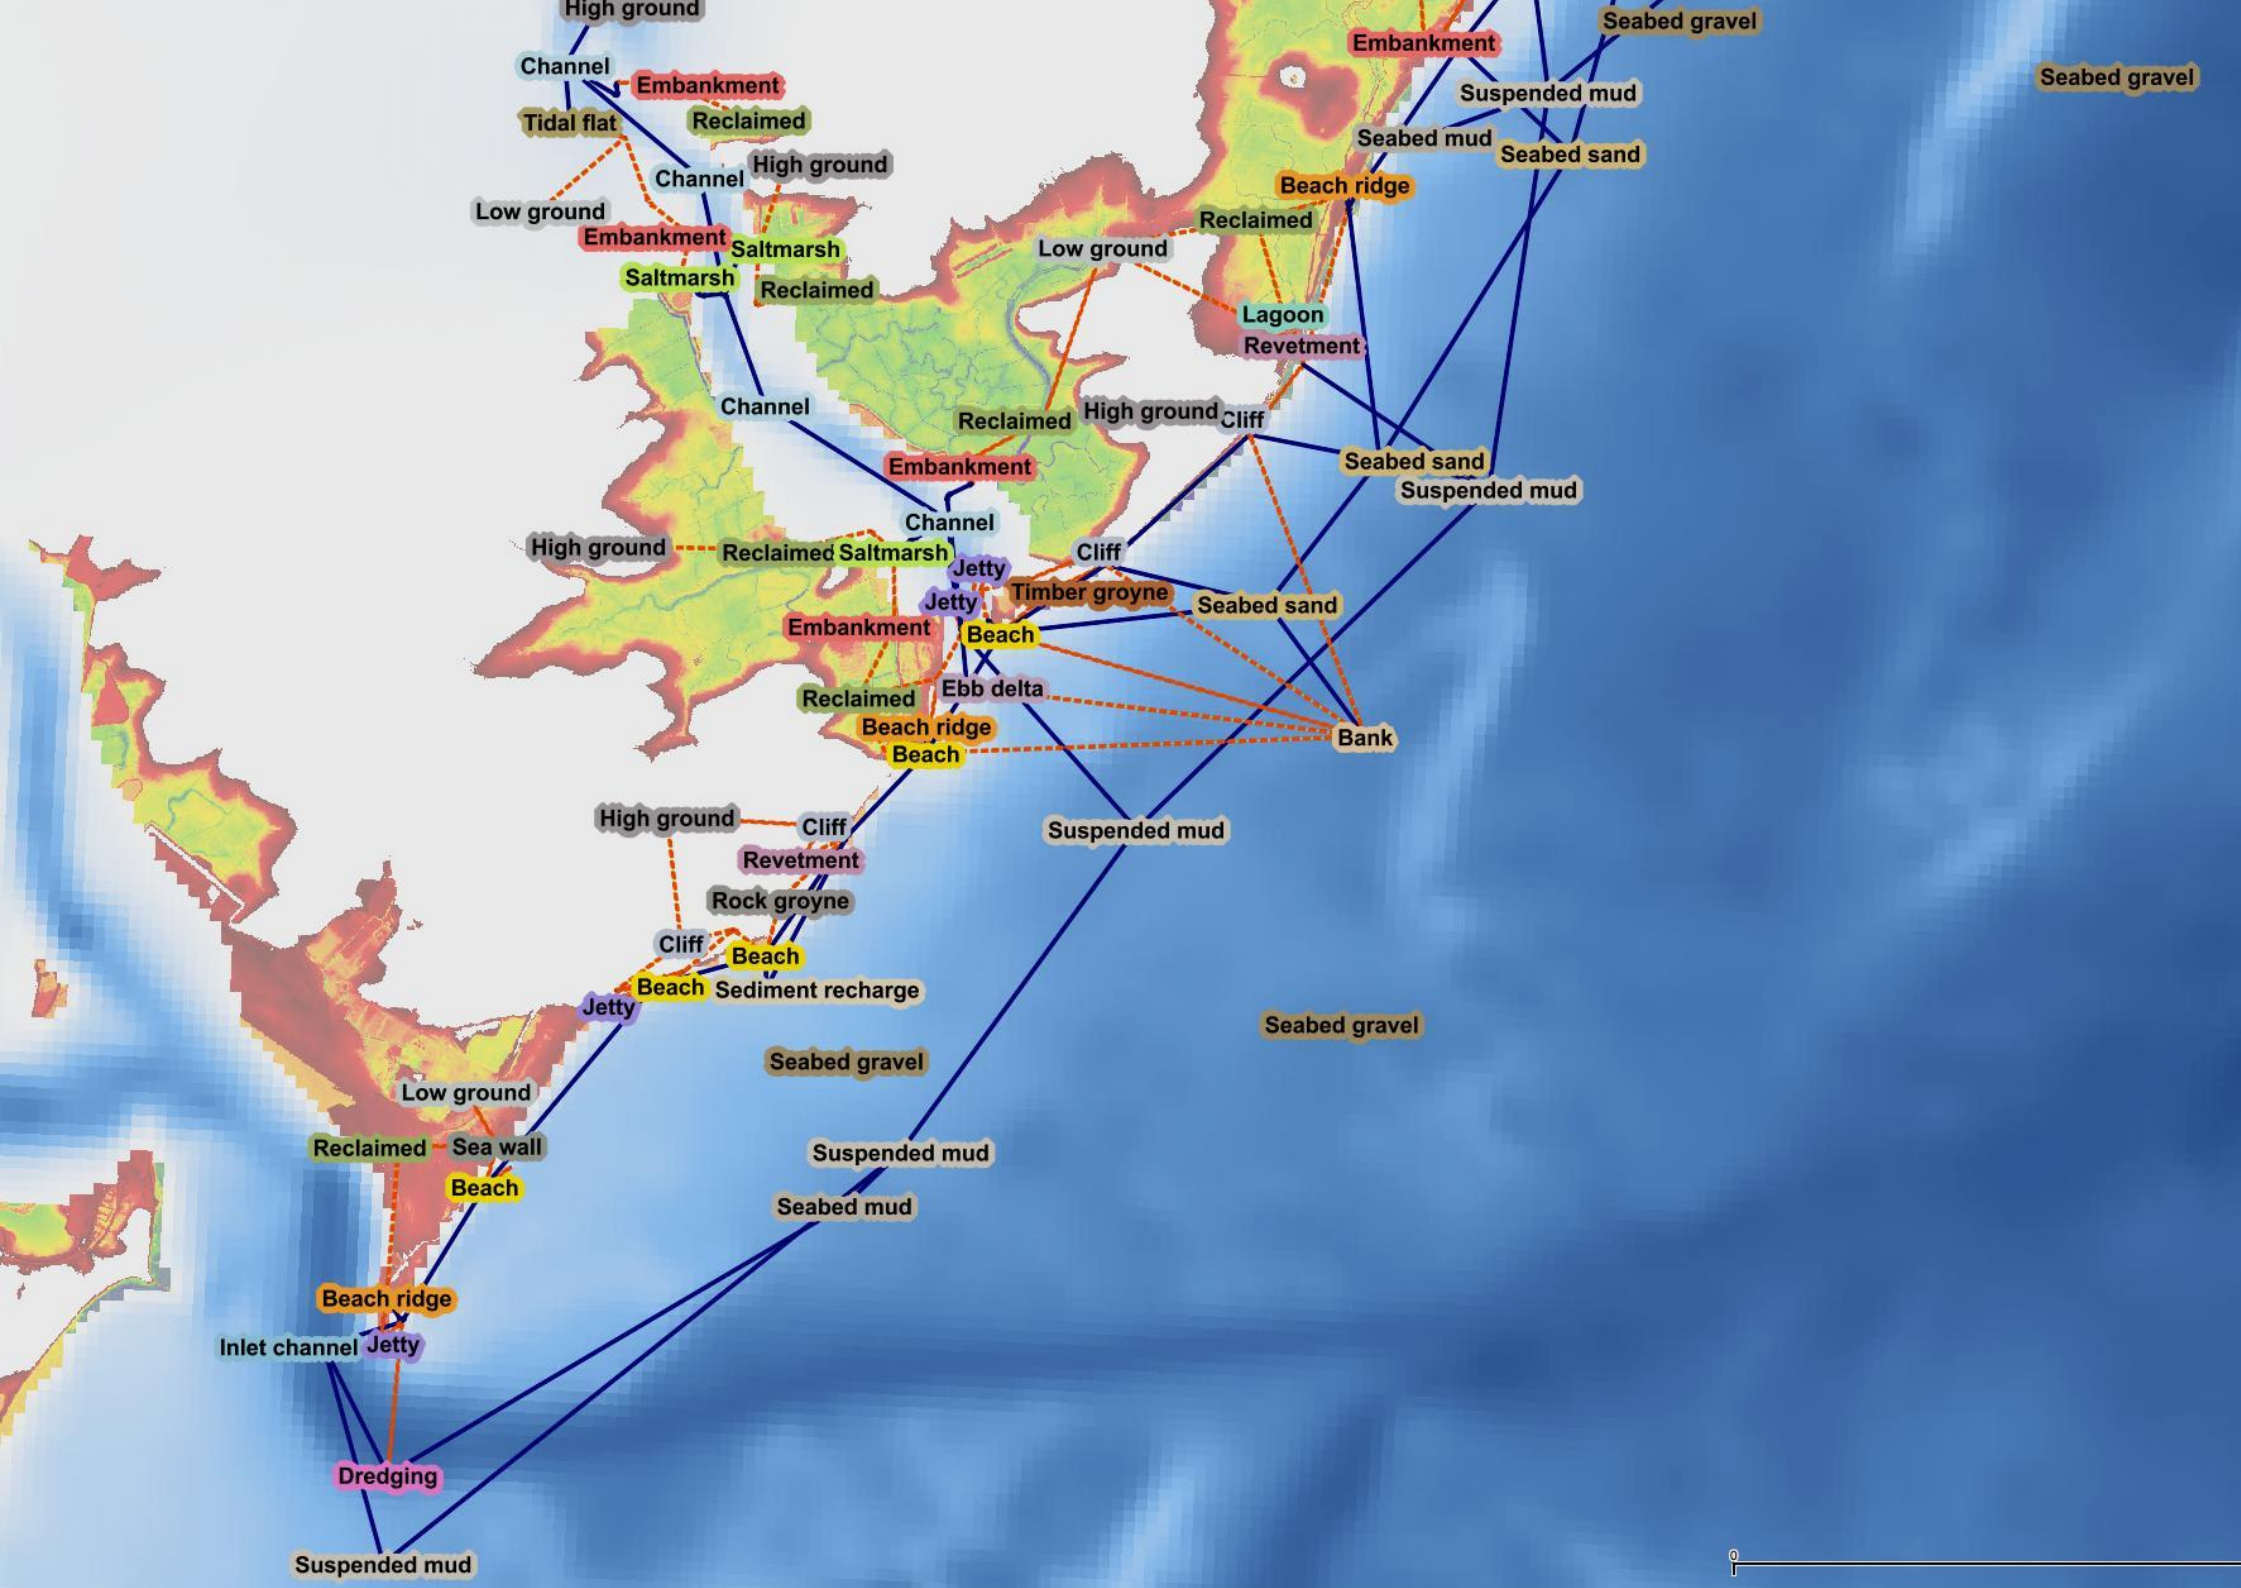 High ground
Seabed gravel
Embankment
Channel
Seabed gravel
Embankment
Suspended mud
Tidal flat
Reclaimed
Seabed mud
Seabed sand
High ground
Channel
Beach ridge
Low ground
Reclaimed
Embankment
Saltmarsh
Low ground
Saltmarsh
Reclaimed
Lagoon
Revetment
Channel
High ground
Cliff
Reclaimed
Seabed sand
Embankment
Suspended mud
Channel
High ground
Reclaimed
Saltmarsh
Cliff
Jetty
Timber groyne
Jetty
Seabed sand
Embankment
Beach
Ebb delta
Reclaimed
Beach ridge
Bank
Beach
High ground
Cliff
Suspended mud
Revetment
Rock groyne
Cliff
Beach
Beach
Sediment recharge
Jetty
Seabed gravel
Seabed gravel
Low ground
Reclaimed
Sea wall
Suspended mud
Beach
Seabed mud
Beach ridge
Inlet channel
Jetty
Dredging
0
Suspended mud